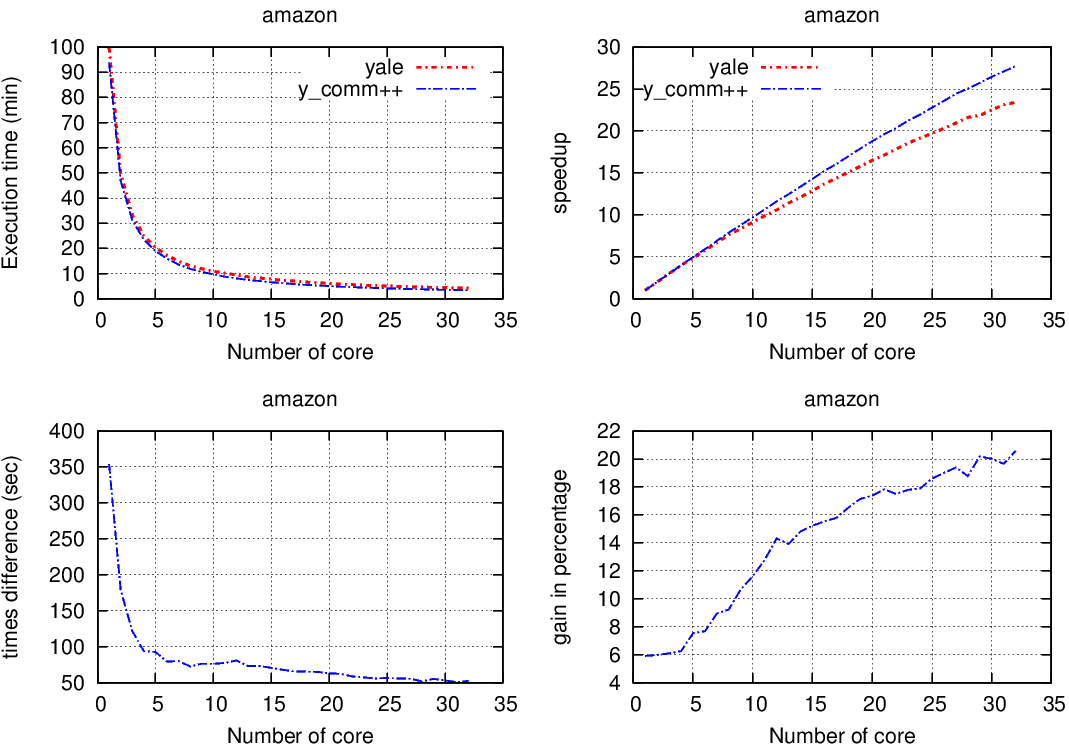 amazon
Execution time (min)
100
90
80
70
60
50
40
30
20
10
0
yale
y_comm++
0 5 10 15 20 25 30 35
Number of core
amazon
speedup
30
25
20
15
10
5
0
yale
y_comm++
0 5 10 15 20 25 30 35
Number of core
amazon
times difference (sec)
400
350
300
250
200
150
100
50
0 5 10 15 20 25 30 35
Number of core
amazon
gain in percentage
22
20
18
16
14
12
10
8
6
4
0 5 10 15 20 25 30 35
Number of core